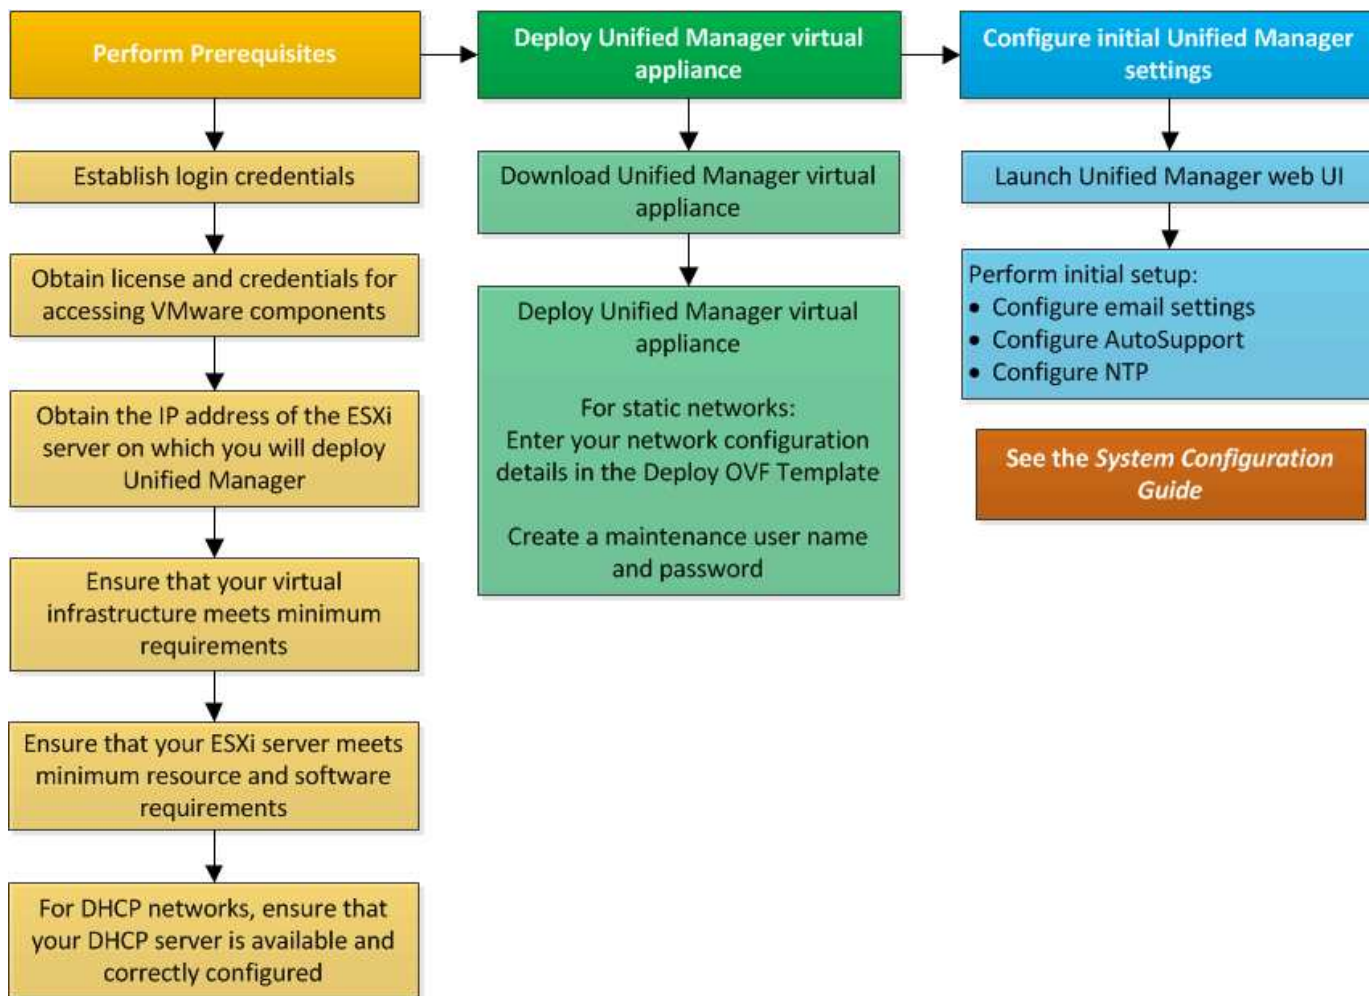 Perform Prerequisites
Establish login credentials
Obtain license and credentials for
accessing VMware components
Obtain the IP address of the ESXi
server on which you will deploy
Unified Manager
Ensure that your virtual
infrastructure meets minimum
requirements
Ensure that your ESXi server meets
minimum resource and software
requirements
For DHCP networks, ensure that
your DHCP server is available and
correctly configured
Deploy Unified Manager virtual
appliance
Download Unified Manager virtual
appliance
Deploy Unified Manager virtual
appliance
For static networks:
Enter your network configuration
details in the Deploy OVF Template
Create a maintenance user name
and password
Configure initial Unified Manager
settings
Launch Unified Manager web UI
Perform initial setup:
• Configure email settings
• Configure AutoSupport
• Configure NTP
See the System Configuration
Guide